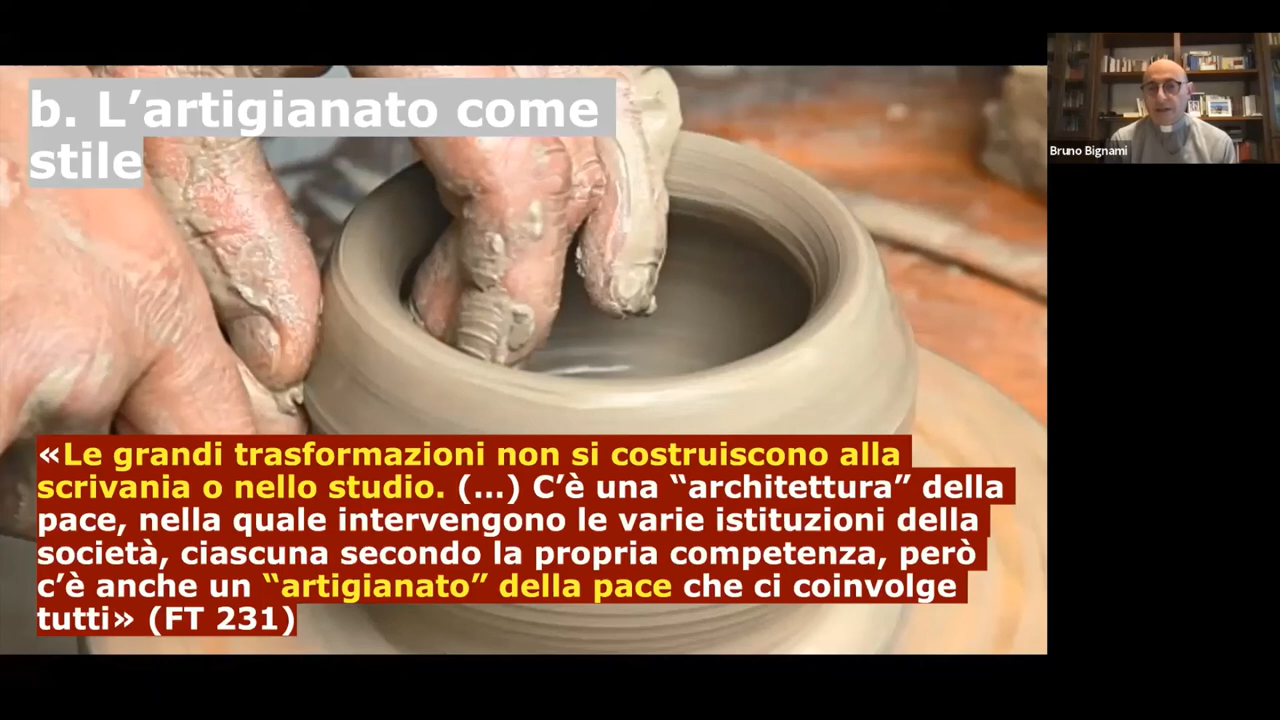 b. L’artigianato come
stile
Bruno Bignami
«Le grandi trasformazioni non si costruiscono alla
scrivania o nello studio. (…) C’è una “architettura” della
pace, nella quale intervengono le varie istituzioni della
società, ciascuna secondo la propria competenza, però
c’è anche un “artigianato” della pace che ci coinvolge
tutti» (FT 231)